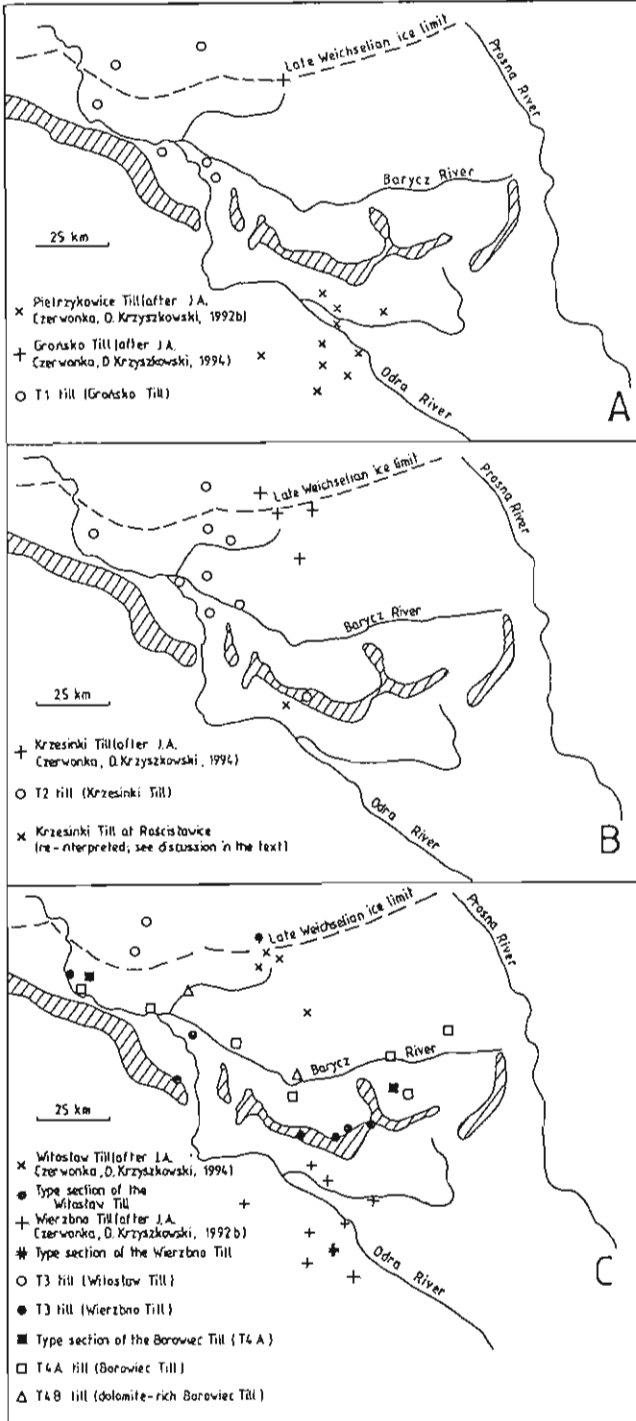 Late Weichselian ice limit
Prosna River
Barycz River
25 km
× Pietrzykowice Till (after J.A.
Czerwonka, D. Krzyszkowski, 1992b)
+ Grońsko Till (after J.A.
Czerwonka, D. Krzyszkowski, 1994)
○ T1 till (Grońsko Till)
Odra River
A
Late Weichselian ice limit
Prosna River
Barycz River
25 km
+ Krzesinki Till (after J.A.
Czerwonka, D. Krzyszkowski, 1994)
○ T2 till (Krzesinki Till)
× Krzesinki Till at Rościsławice
(re-interpreted; see discussion in the text)
Odra River
B
Late Weichselian ice limit
Prosna River
Barycz River
25 km
× Witosław Till (after J.A.
Czerwonka, D. Krzyszkowski, 1994)
Type section of the
Witosław Till
+ Wierzbno Till (after J.A.
Czerwonka, D. Krzyszkowski, 1992b)
Type section of the Wierzbno Till
○ T3 till (Witosław Till)
● T3 till (Wierzbno Till)
■ Type section of the Borowiec Till (T4A)
□ T4A till (Borowiec Till)
△ T4B till (dolomite-rich Borowiec Till)
Odra River
C